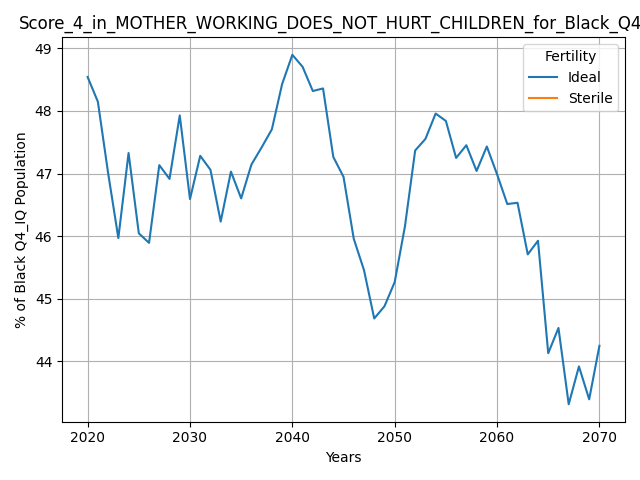 Score_4_in_MOTHER_WORKING_DOES_NOT_HURT_CHILDREN_for_Black_Q4
Fertility
Ideal
Sterile
49
48
47
46
45
44
% of Black Q4_IQ Population
2020 2030 2040 2050 2060 2070
Years